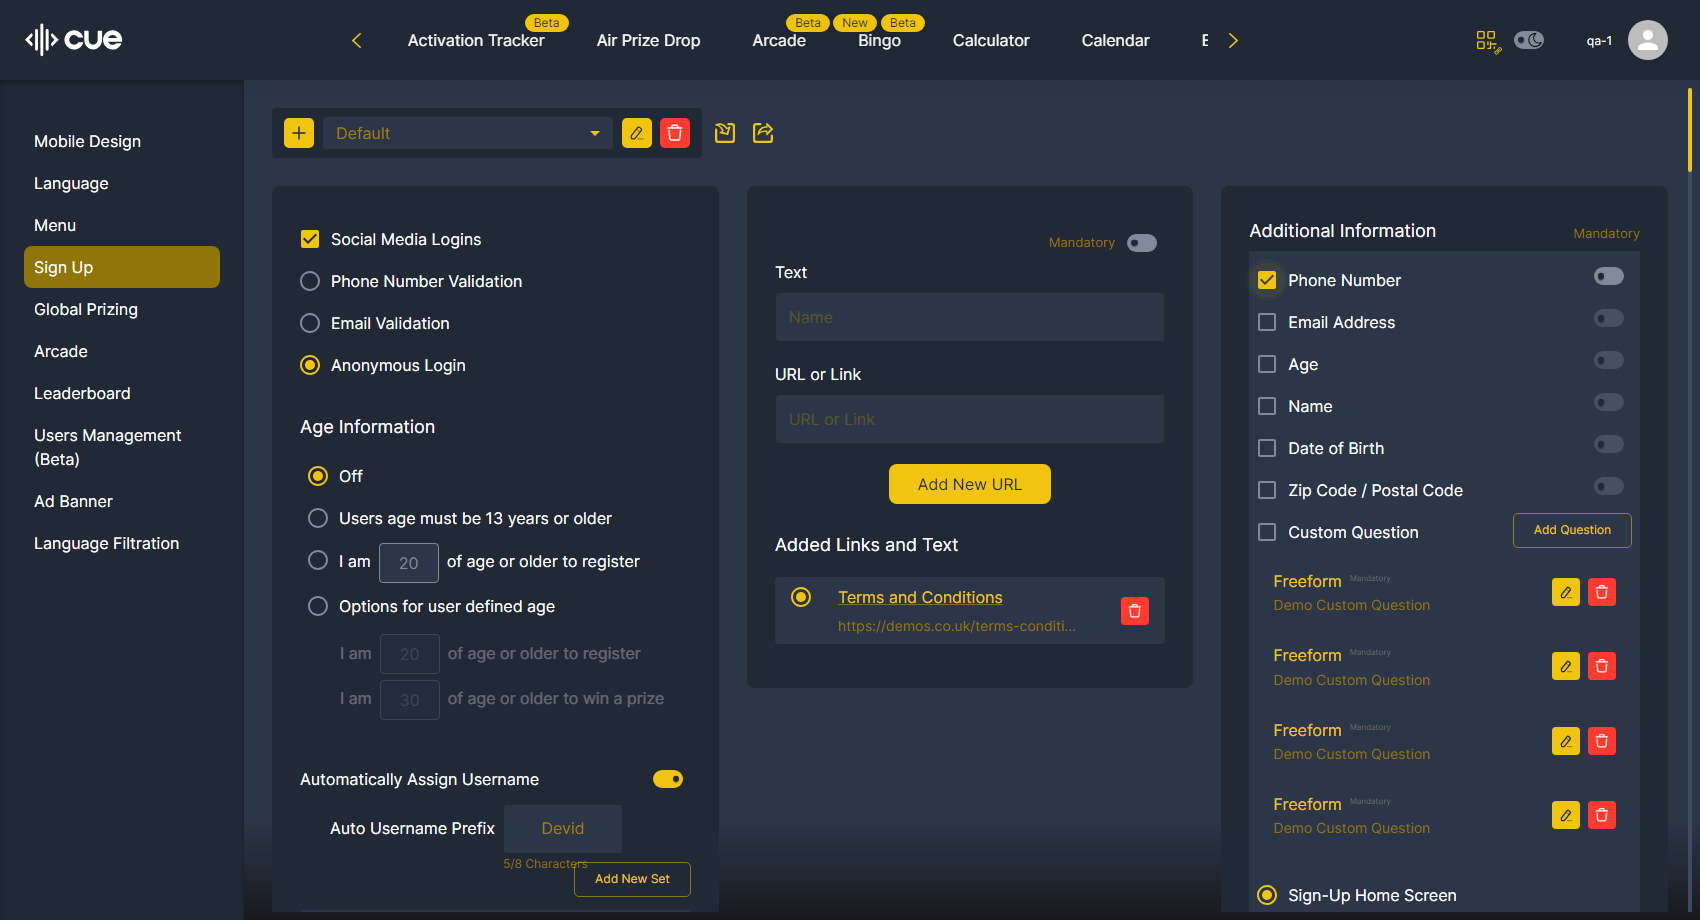 cue
Beta
Beta
New
Beta
Activation Tracker
Air Prize Drop
Arcade
Bingo
Calculator
Calendar
qa-1
Mobile Design
Language
Menu
Sign Up
Global Prizing
Arcade
Leaderboard
Users Management
(Beta)
Ad Banner
Language Filtration
Default
Social Media Logins
Phone Number Validation
Email Validation
Anonymous Login
Age Information
Off
Users age must be 13 years or older
I am 20 of age or older to register
Options for user defined age
I am 20 of age or older to register
I am 30 of age or older to win a prize
Automatically Assign Username
Auto Username Prefix Devid
5/8 Characters
Add New Set
Mandatory
Text
Name
URL or Link
URL or Link
Add New URL
Added Links and Text
Terms and Conditions
https://demos.co.uk/terms-conditi...
Additional Information Mandatory
Phone Number
Email Address
Age
Name
Date of Birth
Zip Code / Postal Code
Custom Question Add Question
Freeform Mandatory
Demo Custom Question
Freeform Mandatory
Demo Custom Question
Freeform Mandatory
Demo Custom Question
Freeform Mandatory
Demo Custom Question
Sign-Up Home Screen